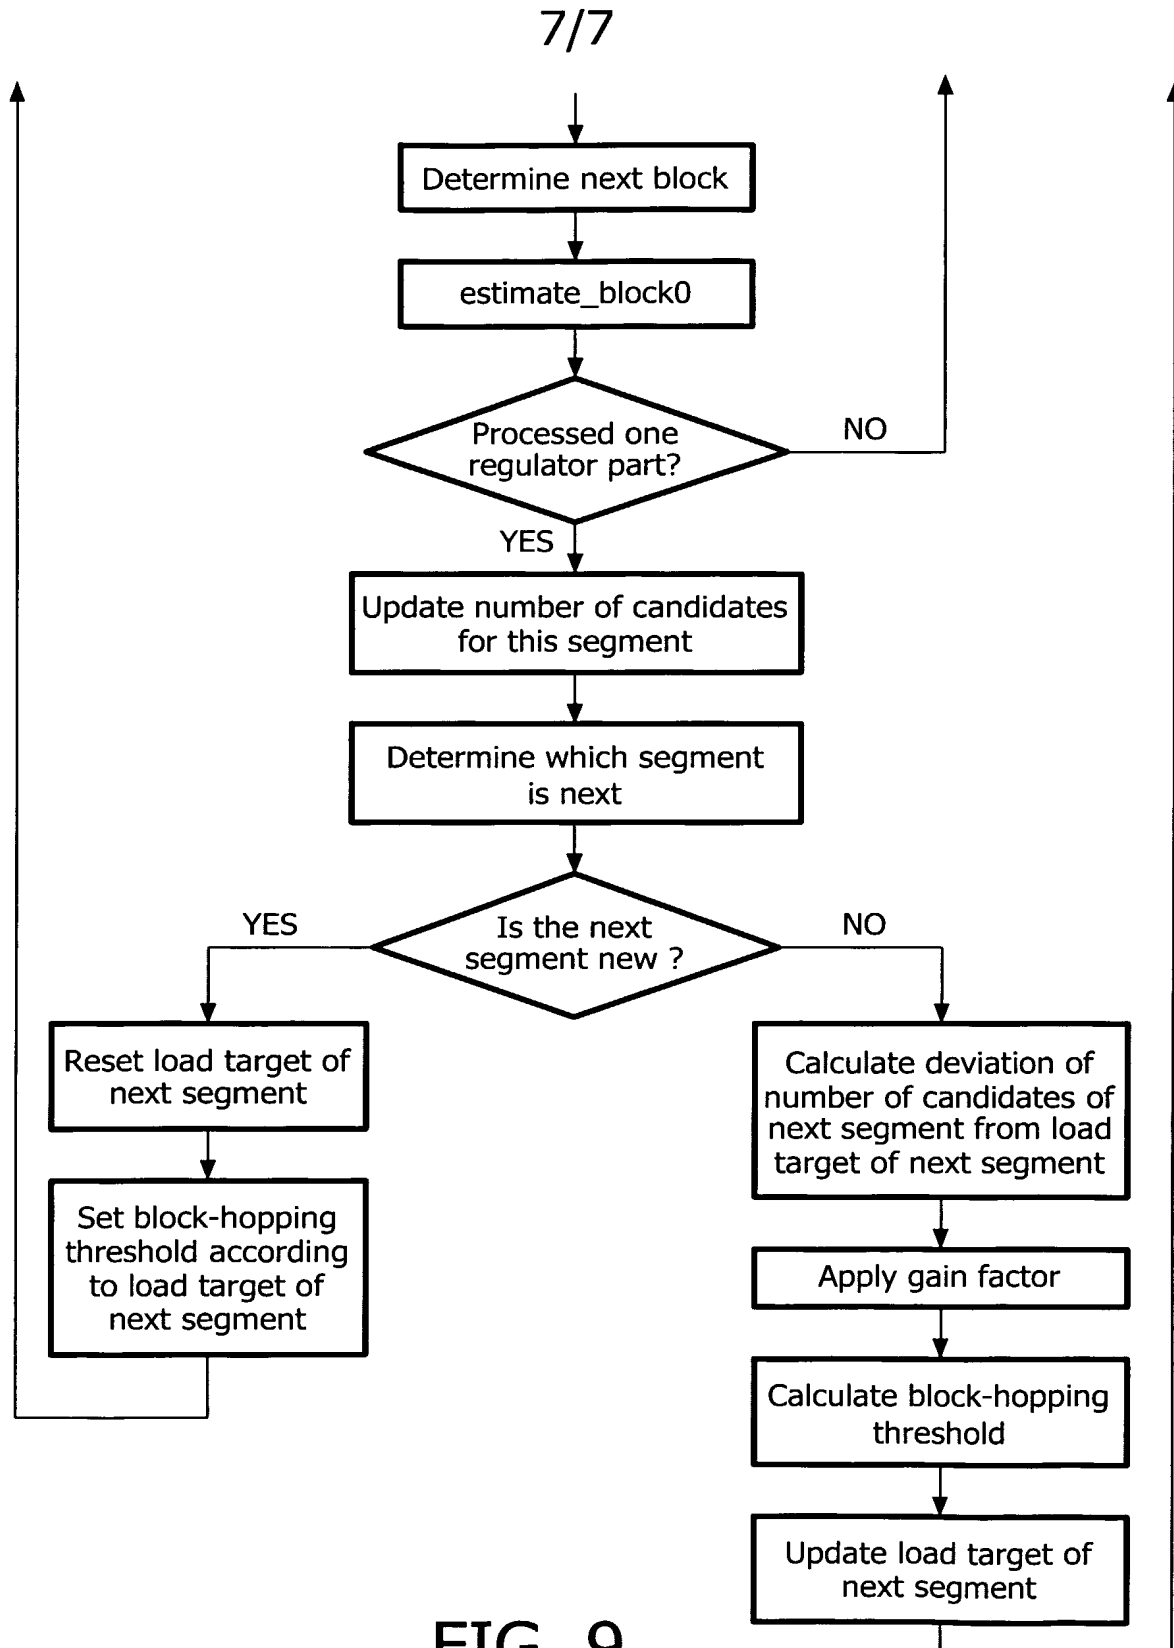 7/7
Determine next block
estimate_block0
Processed one
regulator part?
NO
YES
Update number of candidates
for this segment
Determine which segment
is next
Is the next
segment new ?
YES
NO
Reset load target of
next segment
Set block-hopping
threshold according
to load target of
next segment
Calculate deviation of
number of candidates of
next segment from load
target of next segment
Apply gain factor
Calculate block-hopping
threshold
Update load target of
next segment
FIG. 9